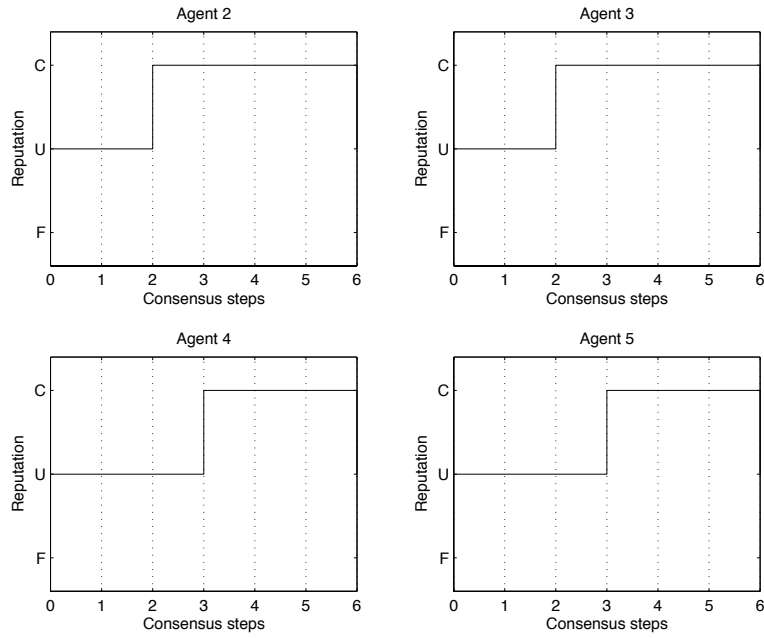 Agent 2
C
U
F
Reputation
0 1 2 3 4 5 6
Consensus steps
Agent 3
C
U
F
Reputation
0 1 2 3 4 5 6
Consensus steps
Agent 4
C
U
F
Reputation
0 1 2 3 4 5 6
Consensus steps
Agent 5
C
U
F
Reputation
0 1 2 3 4 5 6
Consensus steps